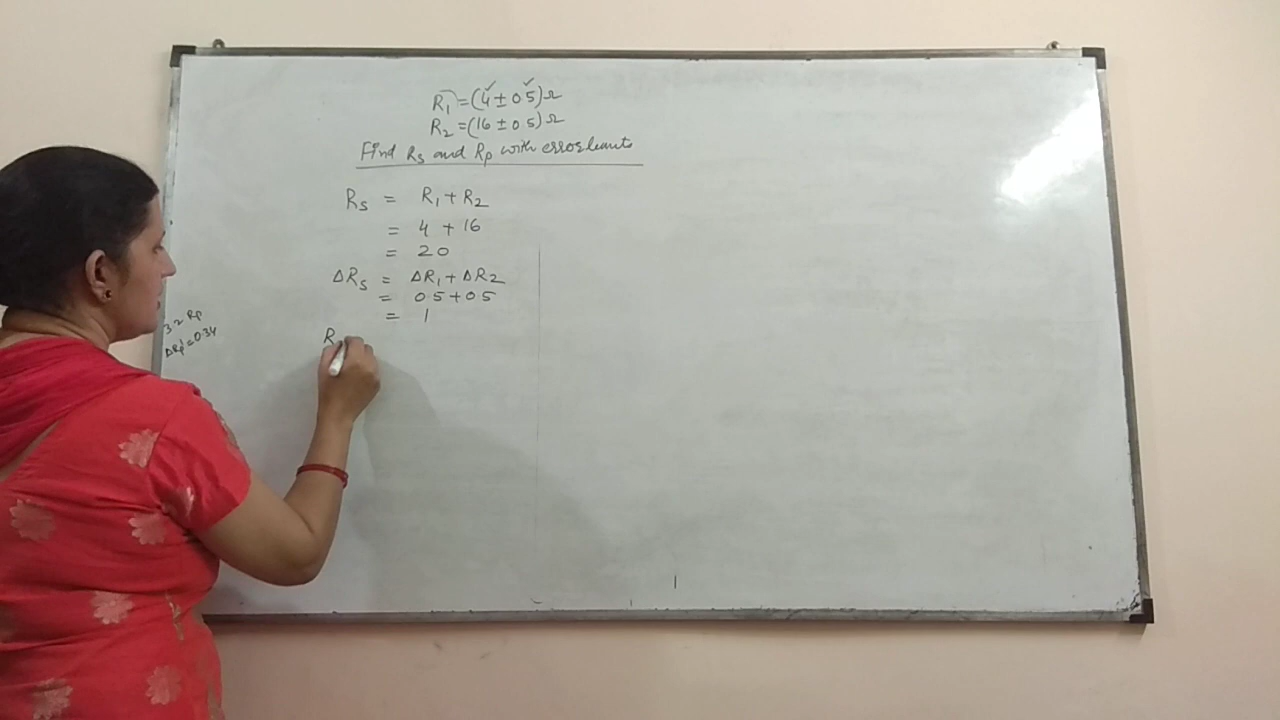 R₁ = (4 ± 0.5) Ω
R₂ = (16 ± 0.5) Ω
Find Rs and Rp with error limits
Rs = R₁ + R₂
= 4 + 16
= 20
ΔRs = ΔR₁ + ΔR₂
= 0.5 + 0.5
= 1
R
3.2 Rp
ΔRp = 0.34